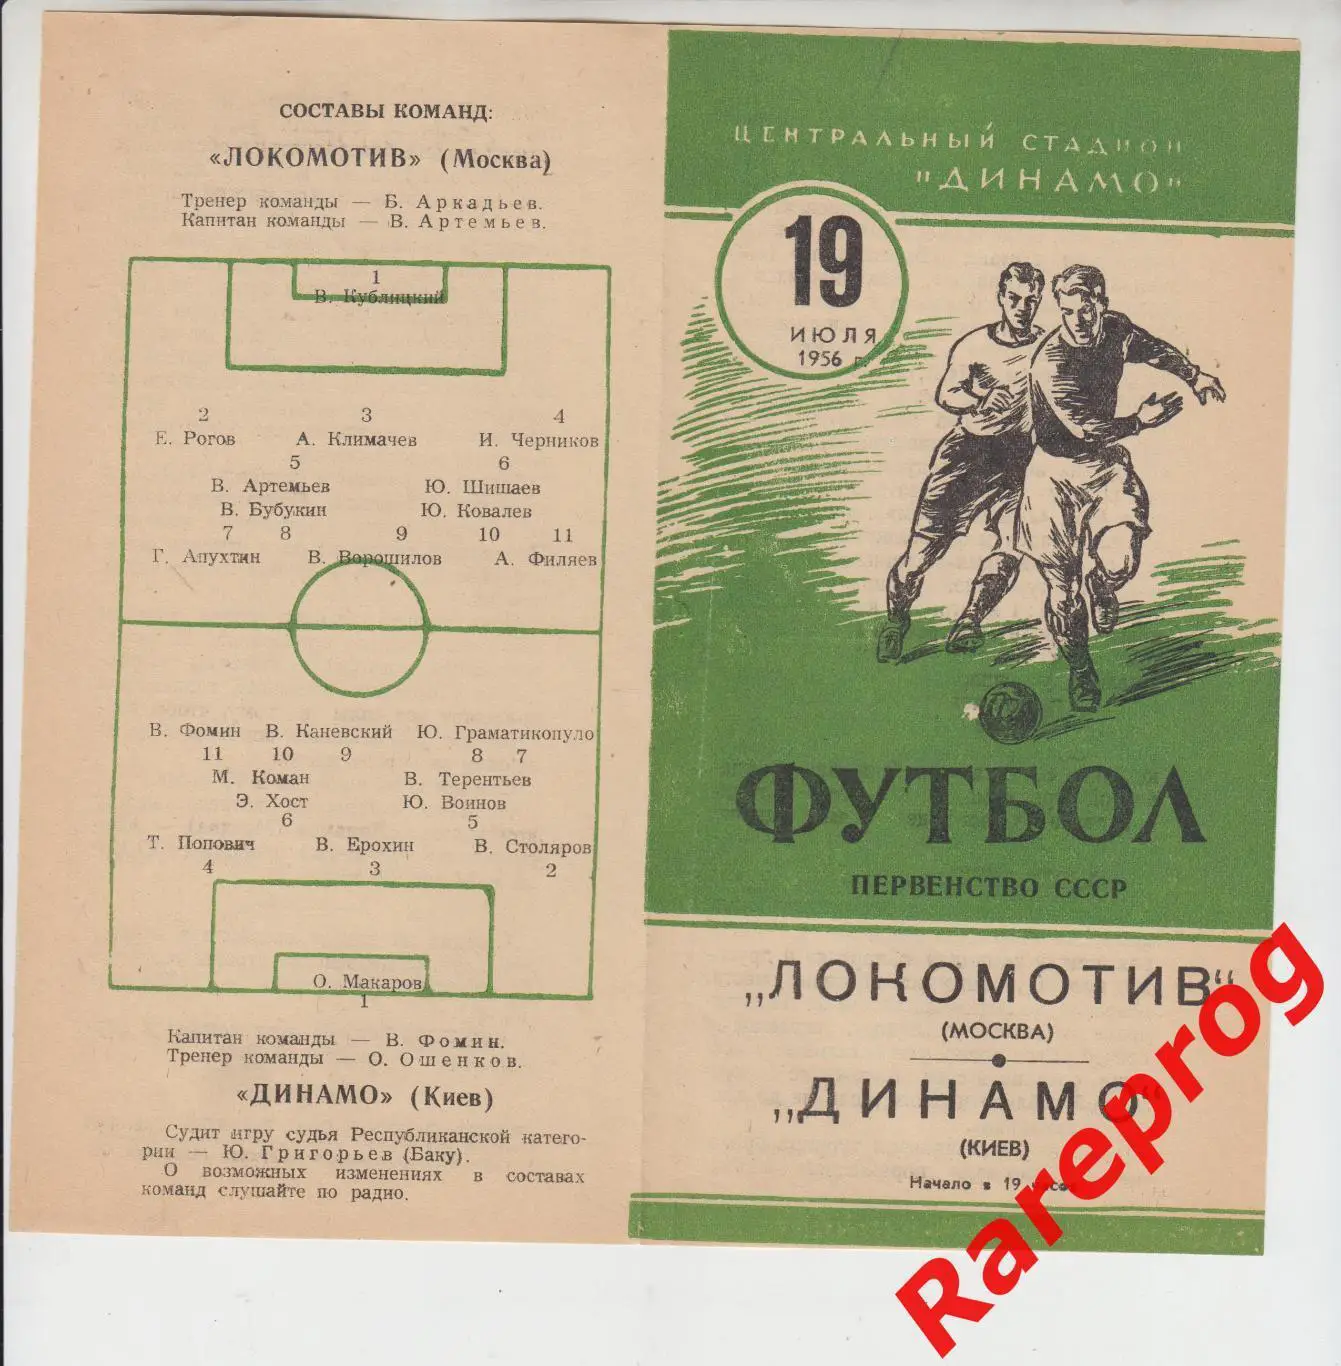 СОСТАВЫ КОМАНД:
«ЛОКОМОТИВ» (Москва)
Тренер команды — Б. Аркадьев.
Капитан команды — В. Артемьев.
1
В. Кублицкий
2 3 4
Е. Рогов А. Климачев И. Черников
5 6
В. Артемьев Ю. Шишаев
В. Бубукин Ю. Ковалев
7 8 9 10 11
Г. Апухтин В. Ворошилов А. Филяев
В. Фомин В. Каневский Ю. Граматикопуло
11 10 9 8 7
М. Коман В. Терентьев
Э. Хост Ю. Воинов
6 5
Т. Попович В. Ерохин В. Столяров
4 3 2
О. Макаров
1
Капитан команды — В. Фомин.
Тренер команды — О. Ошенков.
«ДИНАМО» (Киев)
Судит игру судья Республиканской катего-
рии — Ю. Григорьев (Баку).
О возможных изменениях в составах
команд слушайте по радио.
ЦЕНТРАЛЬНЫЙ СТАДИОН
"ДИНАМО"
19
ИЮЛЯ
1956 г.
ФУТБОЛ
ПЕРВЕНСТВО СССР
„ЛОКОМОТИВ“
(МОСКВА)
„ДИНАМО“
(КИЕВ)
Начало в 19 часов
Rareprog